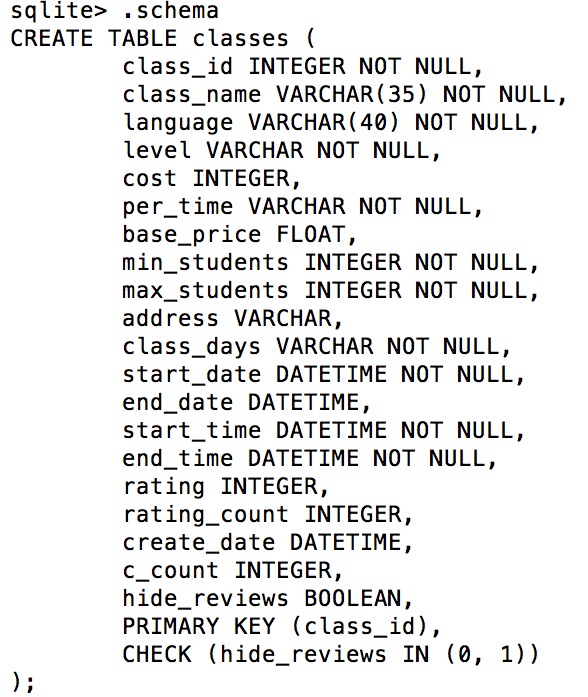 sqlite> .schema
CREATE TABLE classes (
        class_id INTEGER NOT NULL,
        class_name VARCHAR(35) NOT NULL,
        language VARCHAR(40) NOT NULL,
        level VARCHAR NOT NULL,
        cost INTEGER,
        per_time VARCHAR NOT NULL,
        base_price FLOAT,
        min_students INTEGER NOT NULL,
        max_students INTEGER NOT NULL,
        address VARCHAR,
        class_days VARCHAR NOT NULL,
        start_date DATETIME NOT NULL,
        end_date DATETIME,
        start_time DATETIME NOT NULL,
        end_time DATETIME NOT NULL,
        rating INTEGER,
        rating_count INTEGER,
        create_date DATETIME,
        c_count INTEGER,
        hide_reviews BOOLEAN,
        PRIMARY KEY (class_id),
        CHECK (hide_reviews IN (0, 1))
);